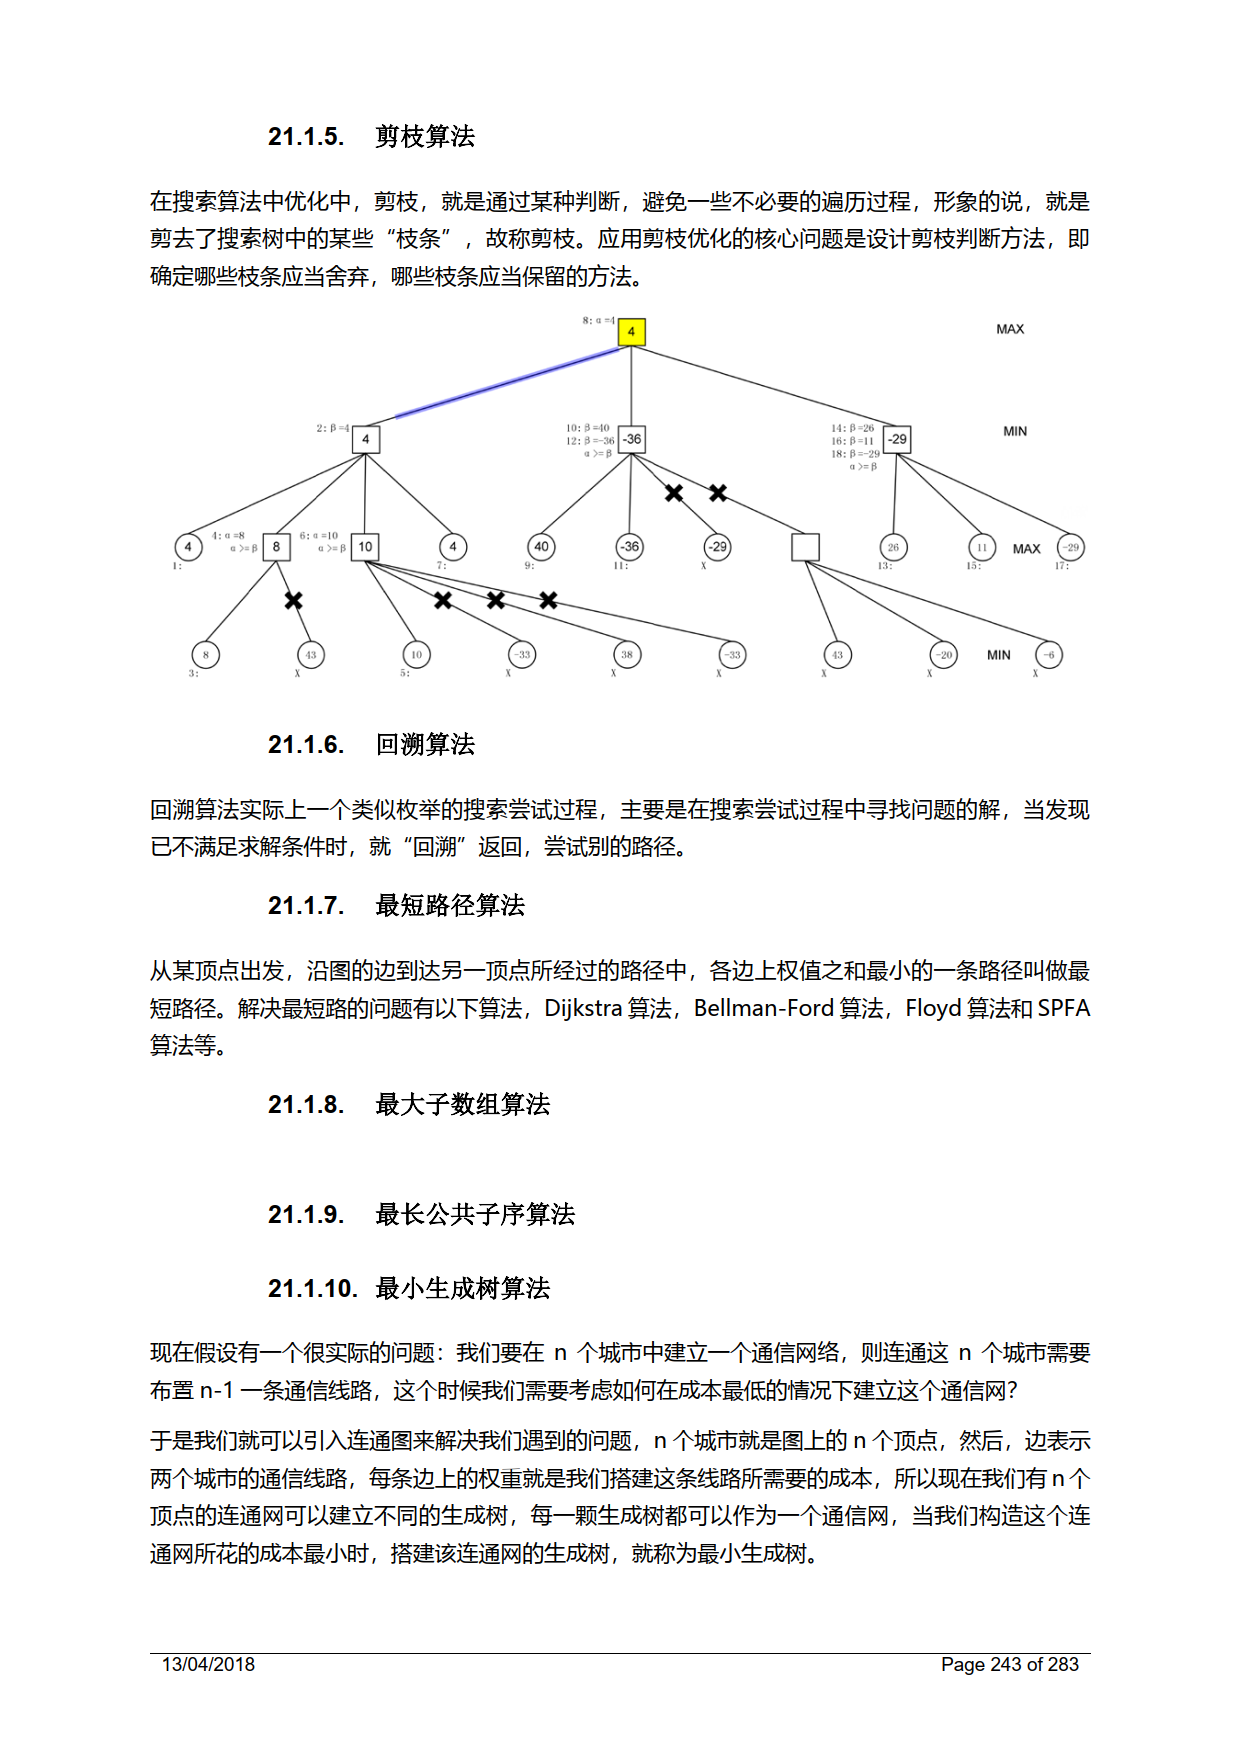 21.1.5. 剪枝算法
在搜索算法中优化中，剪枝，就是通过某种判断，避免一些不必要的遍历过程，形象的说，就是
剪去了搜索树中的某些“枝条”，故称剪枝。应用剪枝优化的核心问题是设计剪枝判断方法，即
确定哪些枝条应当舍弃，哪些枝条应当保留的方法。
8: α=4 4 MAX
2: β=4 4 10: β=40 -36 14: β=26 -29 MIN
12: β=-36 16: β=11
α>=β 18: β=-29
α>=β
4 4: α=8 8 6: α=10 10 4 40 -36 -29 26 11 MAX -29
α>=β α>=β
1: 7: 9: 11: X 13: 15: 17:
8 43 10 -33 38 -33 43 -20 MIN -6
3: X 5: X X X X X X
21.1.6. 回溯算法
回溯算法实际上一个类似枚举的搜索尝试过程，主要是在搜索尝试过程中寻找问题的解，当发现
已不满足求解条件时，就“回溯”返回，尝试别的路径。
21.1.7. 最短路径算法
从某顶点出发，沿图的边到达另一顶点所经过的路径中，各边上权值之和最小的一条路径叫做最
短路径。解决最短路的问题有以下算法，Dijkstra 算法，Bellman-Ford 算法，Floyd 算法和 SPFA
算法等。
21.1.8. 最大子数组算法
21.1.9. 最长公共子序算法
21.1.10. 最小生成树算法
现在假设有一个很实际的问题：我们要在 n 个城市中建立一个通信网络，则连通这 n 个城市需要
布置 n-1 一条通信线路，这个时候我们需要考虑如何在成本最低的情况下建立这个通信网？
于是我们就可以引入连通图来解决我们遇到的问题，n 个城市就是图上的 n 个顶点，然后，边表示
两个城市的通信线路，每条边上的权重就是我们搭建这条线路所需要的成本，所以现在我们有 n 个
顶点的连通网可以建立不同的生成树，每一颗生成树都可以作为一个通信网，当我们构造这个连
通网所花的成本最小时，搭建该连通网的生成树，就称为最小生成树。
13/04/2018 Page 243 of 283